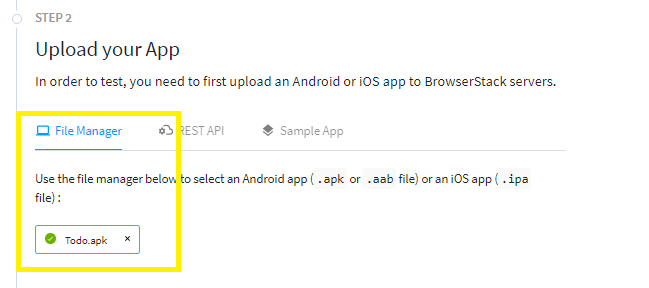 STEP 2
Upload your App
In order to test, you need to first upload an Android or iOS app to BrowserStack servers.
File Manager REST API Sample App
Use the file manager below to select an Android app ( .apk or .aab file) or an iOS app ( .ipa
file) :
Todo.apk ×